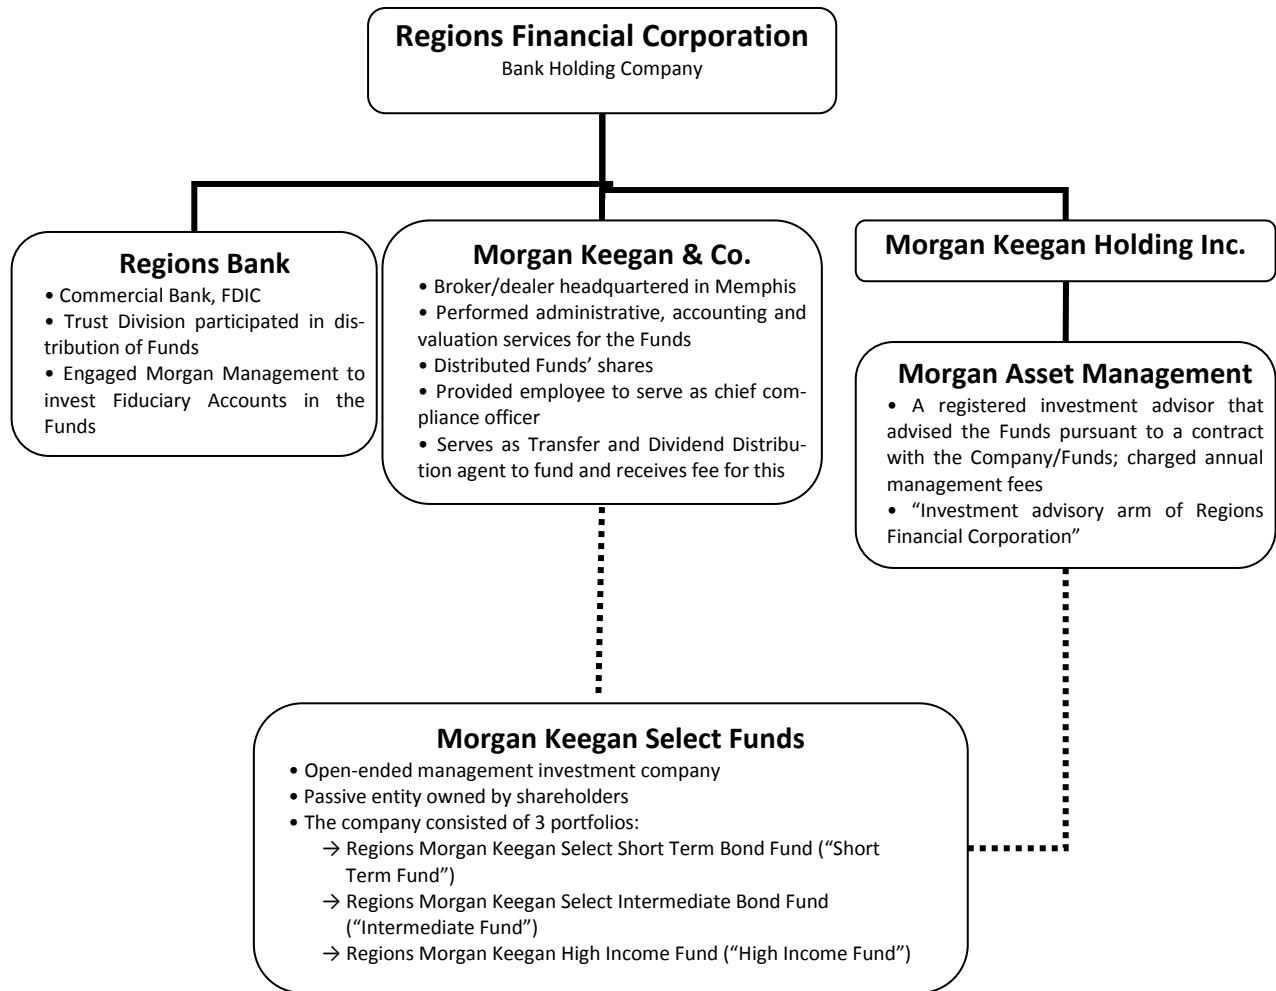 Regions Financial Corporation
Bank Holding Company
Regions Bank
• Commercial Bank, FDIC
• Trust Division participated in dis-
tribution of Funds
• Engaged Morgan Management to
invest Fiduciary Accounts in the
Funds
Morgan Keegan & Co.
• Broker/dealer headquartered in Memphis
• Performed administrative, accounting and
valuation services for the Funds
• Distributed Funds’ shares
• Provided employee to serve as chief com-
pliance officer
• Serves as Transfer and Dividend Distribu-
tion agent to fund and receives fee for this
Morgan Keegan Holding Inc.
Morgan Asset Management
• A registered investment advisor that
advised the Funds pursuant to a contract
with the Company/Funds; charged annual
management fees
• “Investment advisory arm of Regions
Financial Corporation”
Morgan Keegan Select Funds
• Open-ended management investment company
• Passive entity owned by shareholders
• The company consisted of 3 portfolios:
→ Regions Morgan Keegan Select Short Term Bond Fund (“Short
Term Fund”)
→ Regions Morgan Keegan Select Intermediate Bond Fund
(“Intermediate Fund”)
→ Regions Morgan Keegan High Income Fund (“High Income Fund”)